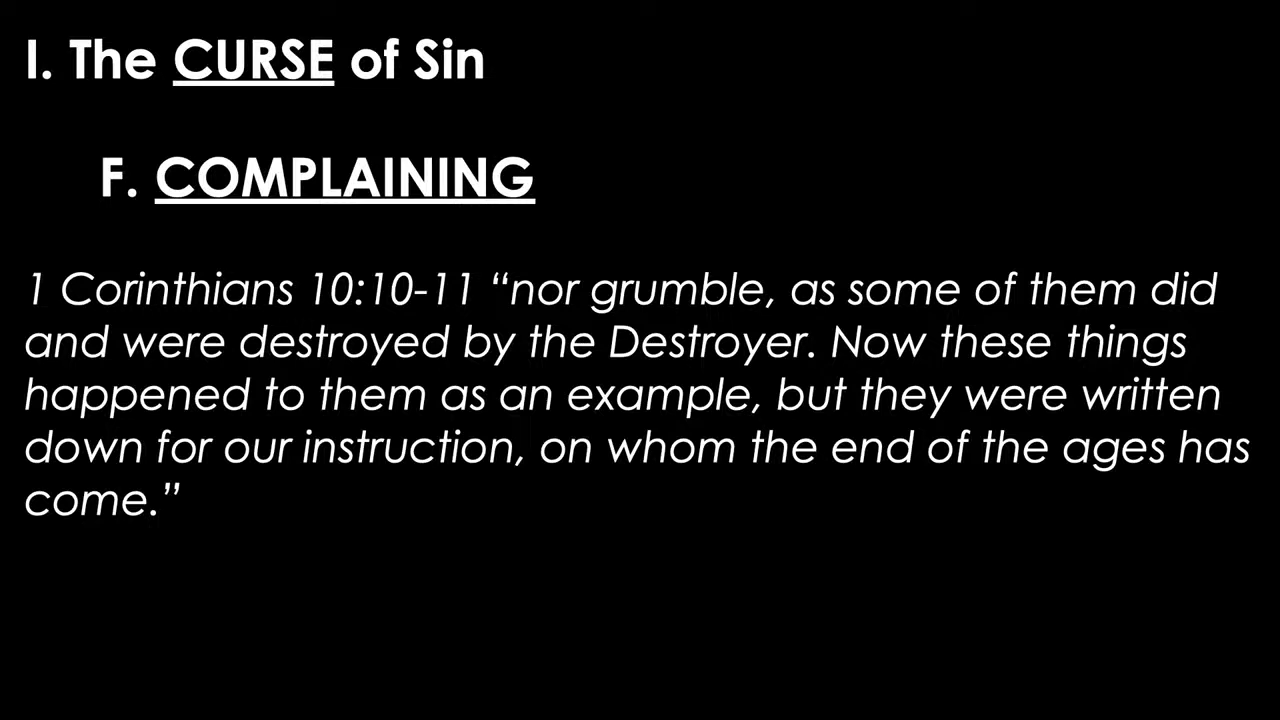 I. The CURSE of Sin
F. COMPLAINING
1 Corinthians 10:10-11 “nor grumble, as some of them did
and were destroyed by the Destroyer. Now these things
happened to them as an example, but they were written
down for our instruction, on whom the end of the ages has
come.”